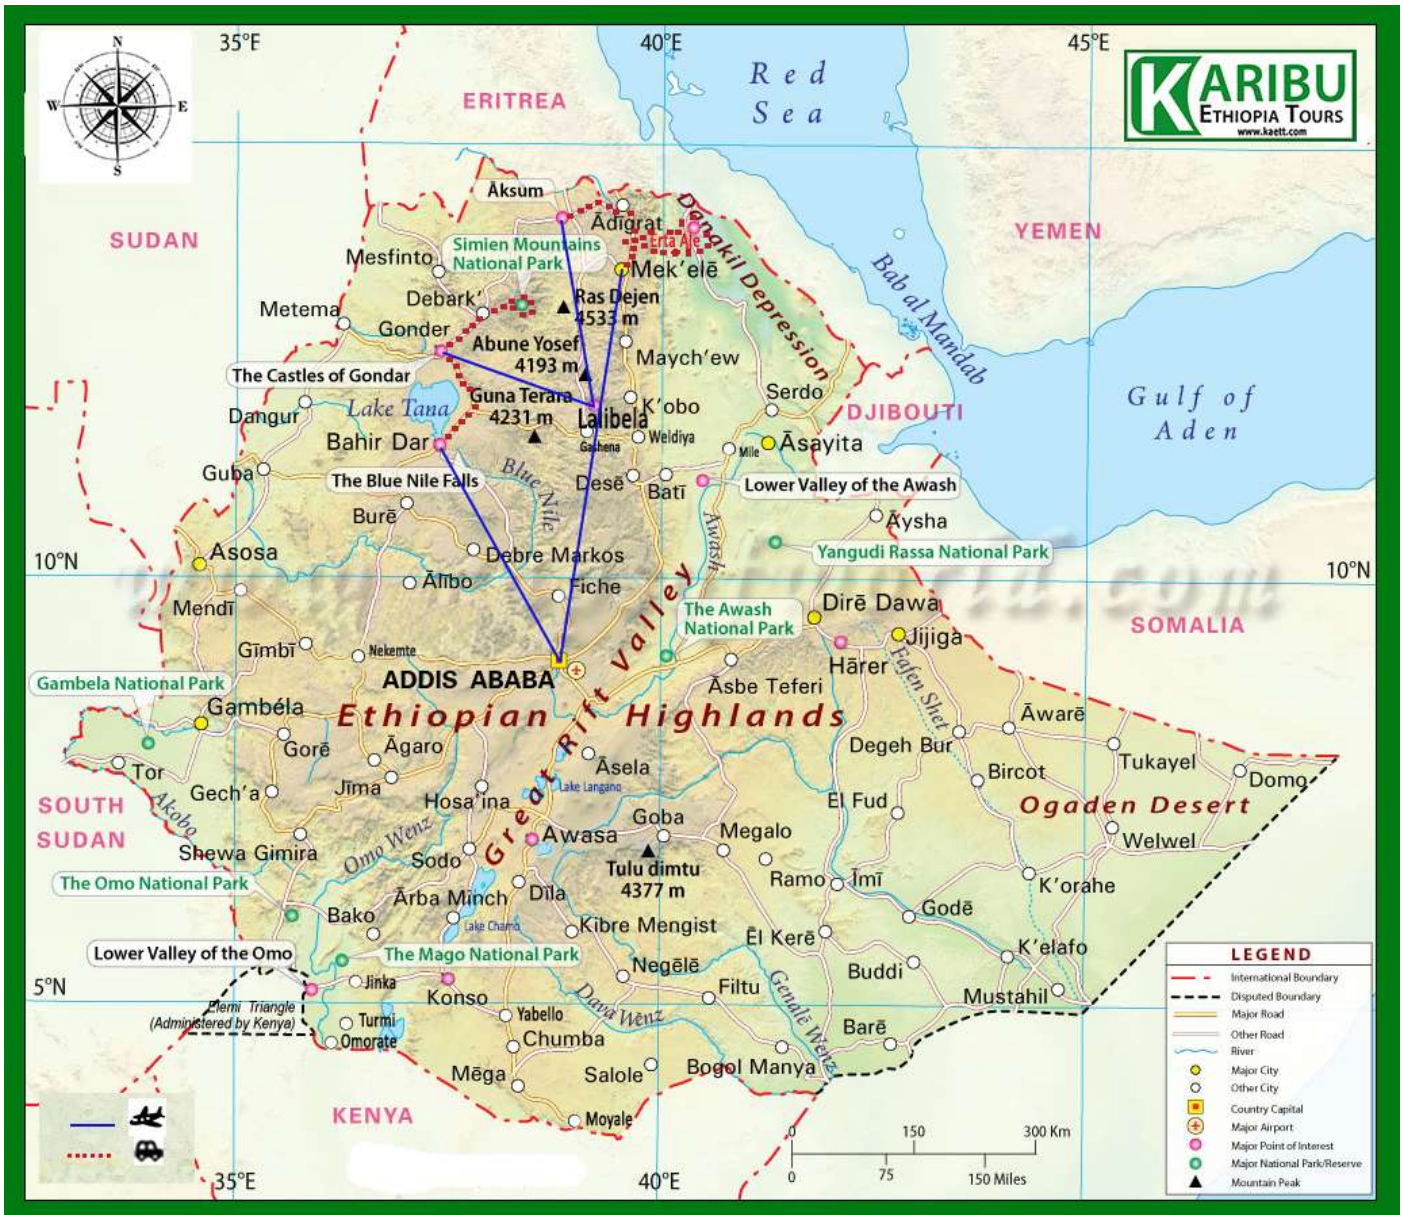 35°E
40°E
45°E
N
W
E
S
KARIBU
ETHIOPIA TOURS
www.kaett.com
Red
Sea
ERITREA
SUDAN
YEMEN
Āksum
Ādīgrat
Danakil Depression
Erta Ale
Simien Mountains
National Park
Mesfinto
Mek'elē
Bab al Mandab
Debark'
Ras Dejen
4533 m
Metema
Gonder
Abune Yosef
4193 m
Maych'ew
The Castles of Gondar
Guna Terara
4231 m
Lake Tana
Dangur
Lalibela
K'obo
Serdo
DJIBOUTI
Gulf of
Aden
Bahir Dar
Gashena
Weldiya
Mile
Āsayita
Guba
The Blue Nile Falls
Blue Nile
Desē
Batī
Lower Valley of the Awash
Burē
Awash
Āysha
Asosa
Debre Markos
Yangudi Rassa National Park
10°N
10°N
Ālībo
Fiche
Mendī
The Awash
National Park
Dirē Dawa
SOMALIA
Gīmbī
Nekemte
Jijiga
Hārer
Fafen Shet
Gambela National Park
ADDIS ABABA
Āsbe Teferi
Gambéla
Ethiopian Highlands
Great Rift Valley
Āwarē
Gorē
Āgaro
Degeh Bur
Tukayel
Tor
Āsela
Bircot
Domo
Gech'a
Jīma
Lake Langano
Hosa'ina
El Fud
Ogaden Desert
SOUTH
SUDAN
Akobo
Omo Wenz
Awasa
Goba
Megalo
Welwel
Shewa Gimira
Sodo
Tulu dimtu
4377 m
Ramo
Īmī
K'orahe
The Omo National Park
Ārba Minch
Dīla
Godē
Bako
Lake Chamo
Kibre Mengist
Ēl Kerē
K'elafo
Lower Valley of the Omo
The Mago National Park
Negēlē
Buddi
Jinka
Konso
Filtu
Mustahil
5°N
Elemi Triangle
(Administered by Kenya)
Turmi
Yabello
Dava Wēnz
Genalē Wenz
Omorate
Chumba
Barē
Mēga
Salole
Bogol Manya
KENYA
Moyale
LEGEND
International Boundary
Disputed Boundary
Major Road
Other Road
River
Major City
Other City
Country Capital
Major Airport
Major Point of Interest
Major National Park/Reserve
Mountain Peak
0 150 300 Km
0 75 150 Miles
35°E
40°E